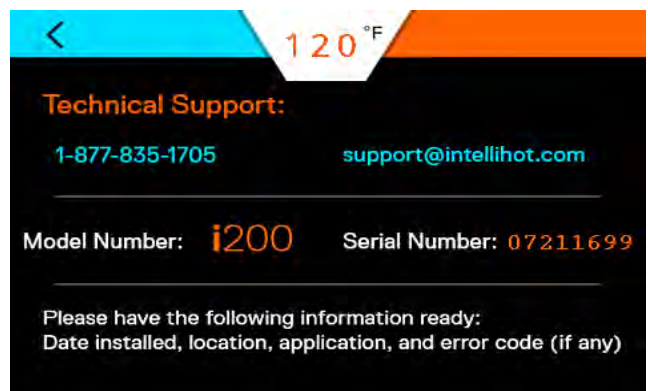 120°F
Technical Support:
1-877-835-1705 support@intellihot.com
Model Number: i200 Serial Number: 07211699
Please have the following information ready:
Date installed, location, application, and error code (if any)